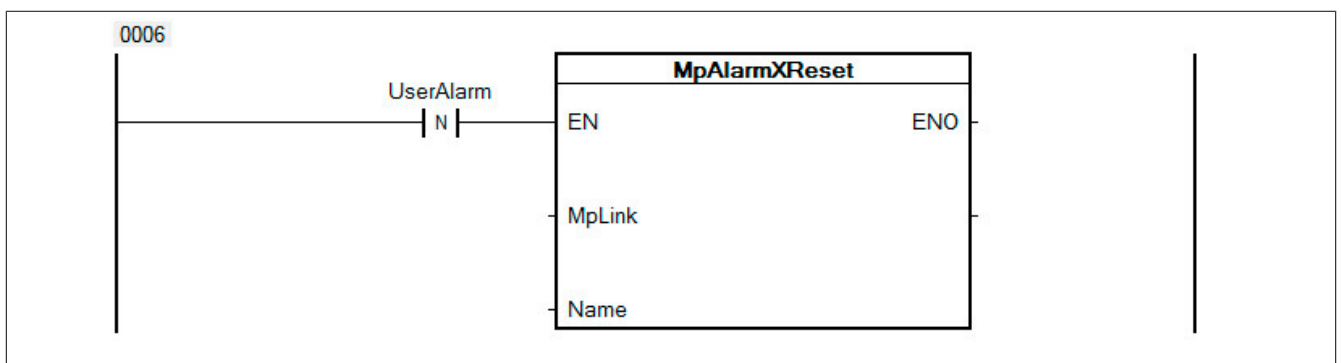 0006
MpAlarmXReset
UserAlarm
N
EN
ENO
MpLink
Name